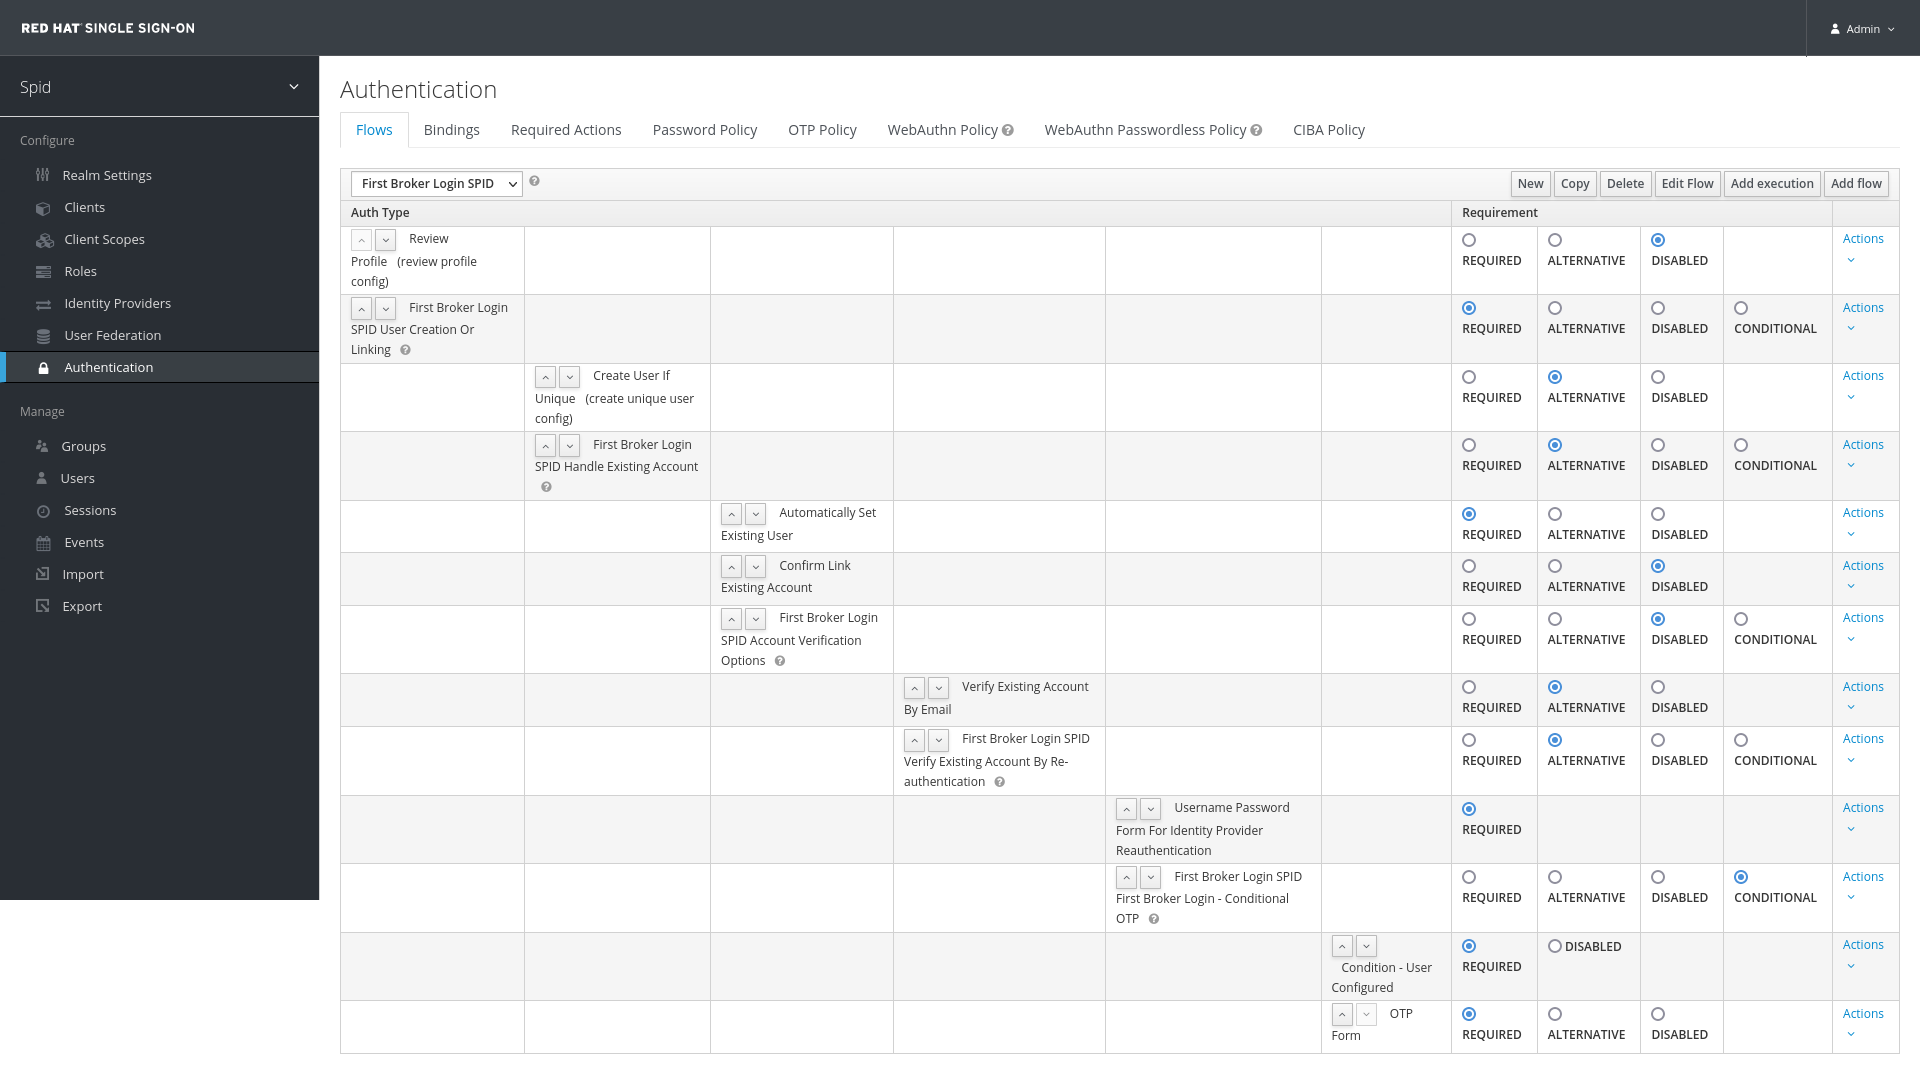 RED HAT SINGLE SIGN-ON
Admin
Spid
Configure
Realm Settings
Clients
Client Scopes
Roles
Identity Providers
User Federation
Authentication
Manage
Groups
Users
Sessions
Events
Import
Export
Authentication
Flows Bindings Required Actions Password Policy OTP Policy WebAuthn Policy WebAuthn Passwordless Policy CIBA Policy
First Broker Login SPID New Copy Delete Edit Flow Add execution Add flow
Auth Type Requirement
Review
Profile (review profile
config)
REQUIRED ALTERNATIVE DISABLED Actions
First Broker Login
SPID User Creation Or
Linking
REQUIRED ALTERNATIVE DISABLED CONDITIONAL Actions
Create User If
Unique (create unique user
config)
REQUIRED ALTERNATIVE DISABLED Actions
First Broker Login
SPID Handle Existing Account
REQUIRED ALTERNATIVE DISABLED CONDITIONAL Actions
Automatically Set
Existing User
REQUIRED ALTERNATIVE DISABLED Actions
Confirm Link
Existing Account
REQUIRED ALTERNATIVE DISABLED Actions
First Broker Login
SPID Account Verification
Options
REQUIRED ALTERNATIVE DISABLED CONDITIONAL Actions
Verify Existing Account
By Email
REQUIRED ALTERNATIVE DISABLED Actions
First Broker Login SPID
Verify Existing Account By Re-
authentication
REQUIRED ALTERNATIVE DISABLED CONDITIONAL Actions
Username Password
Form For Identity Provider
Reauthentication
REQUIRED Actions
First Broker Login SPID
First Broker Login - Conditional
OTP
REQUIRED ALTERNATIVE DISABLED CONDITIONAL Actions
Condition - User
Configured
REQUIRED DISABLED Actions
OTP
Form
REQUIRED ALTERNATIVE DISABLED Actions